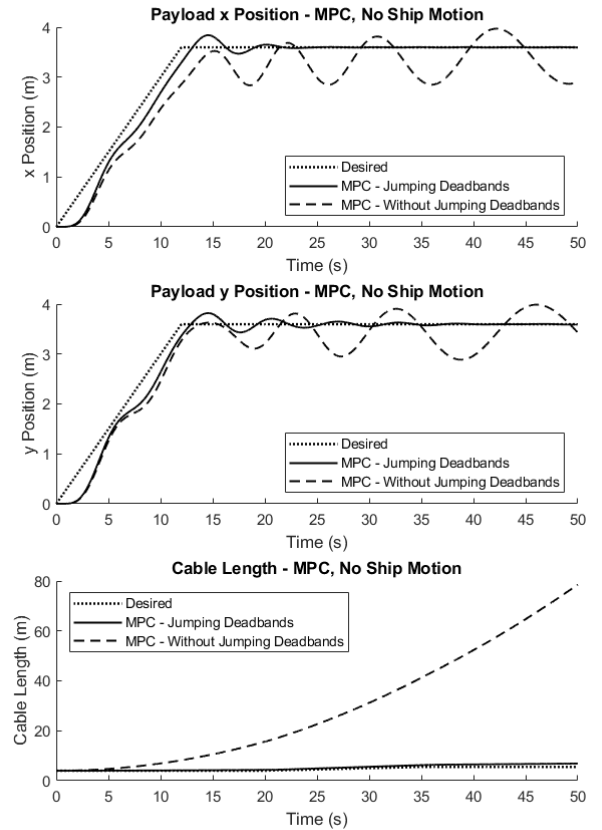 Payload x Position - MPC, No Ship Motion
4
3
2
1
0
x Position (m)
Desired
MPC - Jumping Deadbands
MPC - Without Jumping Deadbands
0 5 10 15 20 25 30 35 40 45 50
Time (s)
Payload y Position - MPC, No Ship Motion
4
3
2
1
0
y Position (m)
Desired
MPC - Jumping Deadbands
MPC - Without Jumping Deadbands
0 5 10 15 20 25 30 35 40 45 50
Time (s)
Cable Length - MPC, No Ship Motion
80
60
40
20
0
Cable Length (m)
Desired
MPC - Jumping Deadbands
MPC - Without Jumping Deadbands
0 5 10 15 20 25 30 35 40 45 50
Time (s)